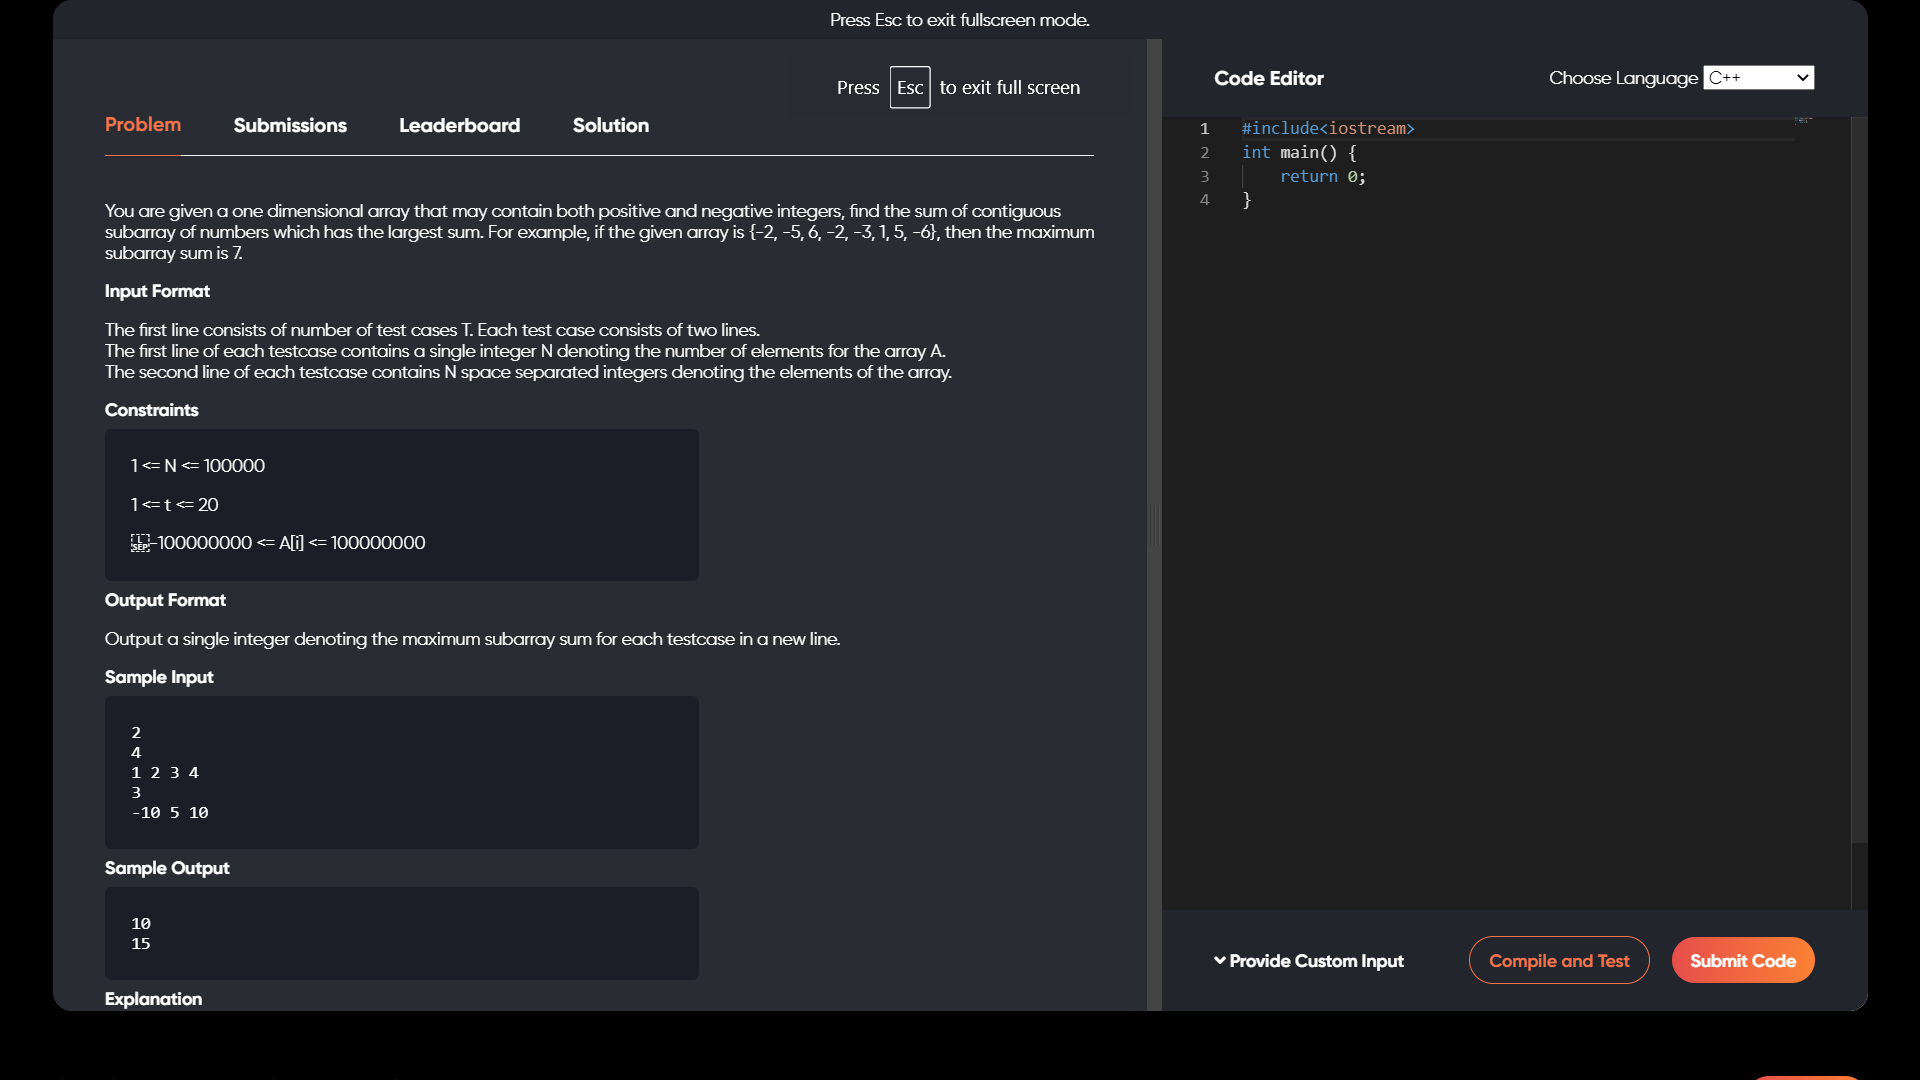 Press Esc to exit fullscreen mode.
Press Esc to exit full screen
Problem Submissions Leaderboard Solution
You are given a one dimensional array that may contain both positive and negative integers, find the sum of contiguous
subarray of numbers which has the largest sum. For example, if the given array is {-2, -5, 6, -2, -3, 1, 5, -6}, then the maximum
subarray sum is 7.
Input Format
The first line consists of number of test cases T. Each test case consists of two lines.
The first line of each testcase contains a single integer N denoting the number of elements for the array A.
The second line of each testcase contains N space separated integers denoting the elements of the array.
Constraints
1 <= N <= 100000
1 <= t <= 20
L SEP -100000000 <= A[i] <= 100000000
Output Format
Output a single integer denoting the maximum subarray sum for each testcase in a new line.
Sample Input
2
4
1 2 3 4
3
-10 5 10
Sample Output
10
15
Explanation
Code Editor
Choose Language C++
1 #include<iostream>
2 int main() {
3 return 0;
4 }
Provide Custom Input
Compile and Test
Submit Code